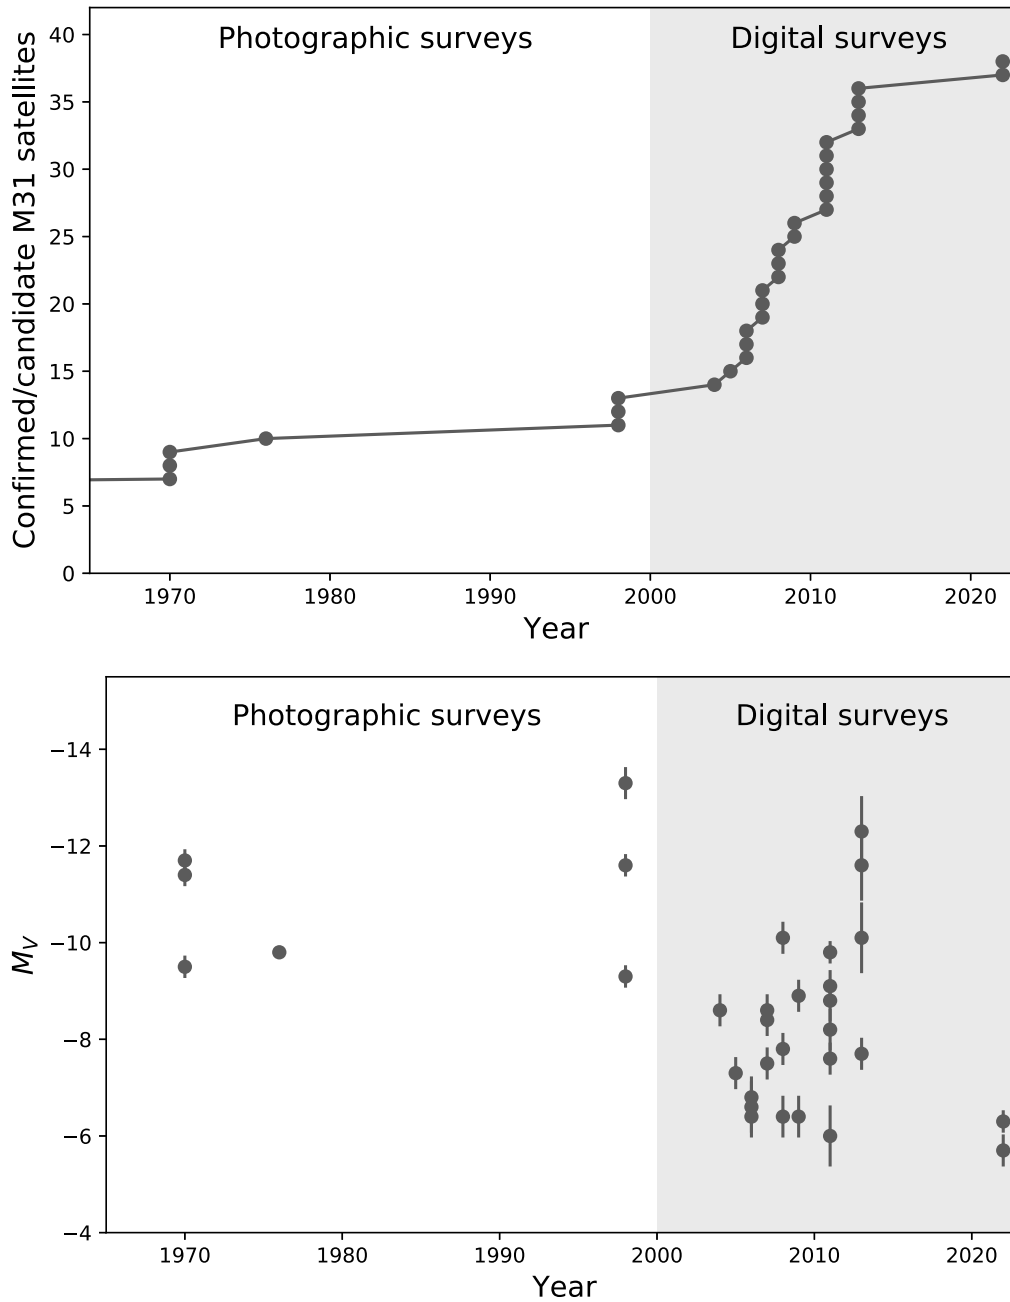 Photographic surveys
Digital surveys
Confirmed/candidate M31 satellites
40
35
30
25
20
15
10
5
0
1970 1980 1990 2000 2010 2020
Year
Photographic surveys
Digital surveys
M_V
−14
−12
−10
−8
−6
−4
1970 1980 1990 2000 2010 2020
Year